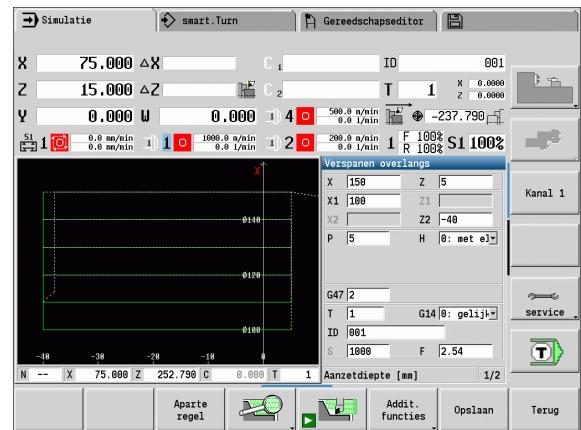 Simulatie smart.Turn Gereedschapseditor
X 75.000 △X C 1 ID 001
Z 15.000 △Z C 2 T 1 X 0.0000 Z 0.0000
Y 0.000 W 0.000 4 500.0 m/min 0.0 1/min -237.790
S1 1 0.0 mm/min 0.0 mm/min 1 1000.0 m/min 0.0 1/min 2 200.0 m/min 0.0 1/min 1 F 100% R 100% S1 100%
Verspanen overlangs
X 150 Z 5
X1 100 Z1
X2 Z2 -40
P 5 H 0: met el
G47 2
T 1 G14 0: gelijk
ID 001
S 1000 F 2.54
Aanzetdiepte [mm] 1/2
X
Ø140
Ø120
Ø100
-40 -30 -20 -10 0
N -- X 75.000 Z 252.790 C 0.000 T 1
Kanal 1
service
T
Aparte regel
Addit. functies
Opslaan
Terug